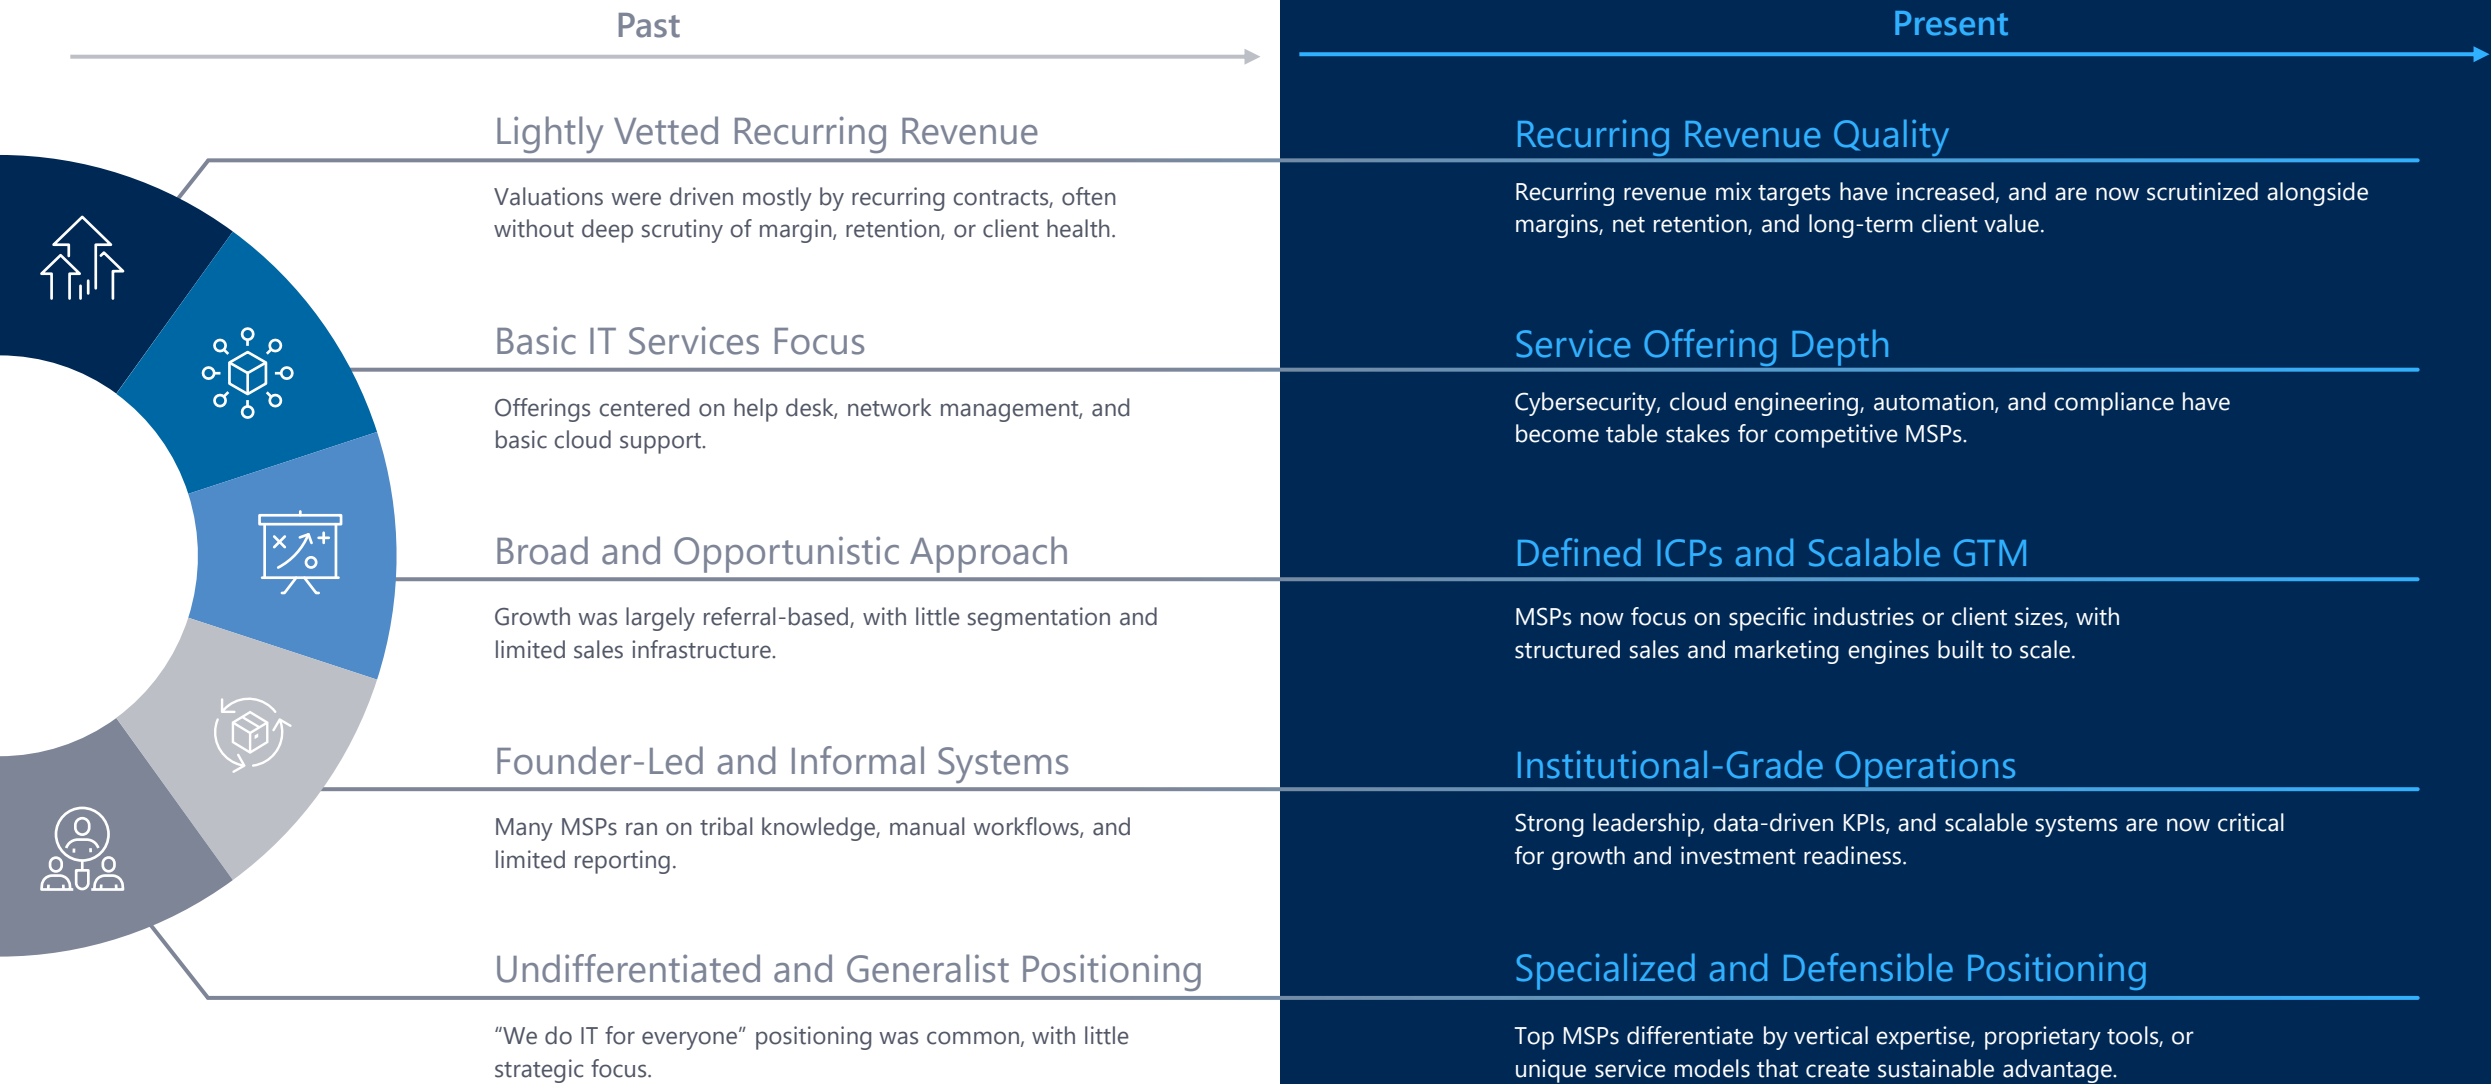 Past
Present
Lightly Vetted Recurring Revenue
Valuations were driven mostly by recurring contracts, often
without deep scrutiny of margin, retention, or client health.
Recurring Revenue Quality
Recurring revenue mix targets have increased, and are now scrutinized alongside
margins, net retention, and long-term client value.
Basic IT Services Focus
Offerings centered on help desk, network management, and
basic cloud support.
Service Offering Depth
Cybersecurity, cloud engineering, automation, and compliance have
become table stakes for competitive MSPs.
Broad and Opportunistic Approach
Growth was largely referral-based, with little segmentation and
limited sales infrastructure.
Defined ICPs and Scalable GTM
MSPs now focus on specific industries or client sizes, with
structured sales and marketing engines built to scale.
Founder-Led and Informal Systems
Many MSPs ran on tribal knowledge, manual workflows, and
limited reporting.
Institutional-Grade Operations
Strong leadership, data-driven KPIs, and scalable systems are now critical
for growth and investment readiness.
Undifferentiated and Generalist Positioning
“We do IT for everyone” positioning was common, with little
strategic focus.
Specialized and Defensible Positioning
Top MSPs differentiate by vertical expertise, proprietary tools, or
unique service models that create sustainable advantage.